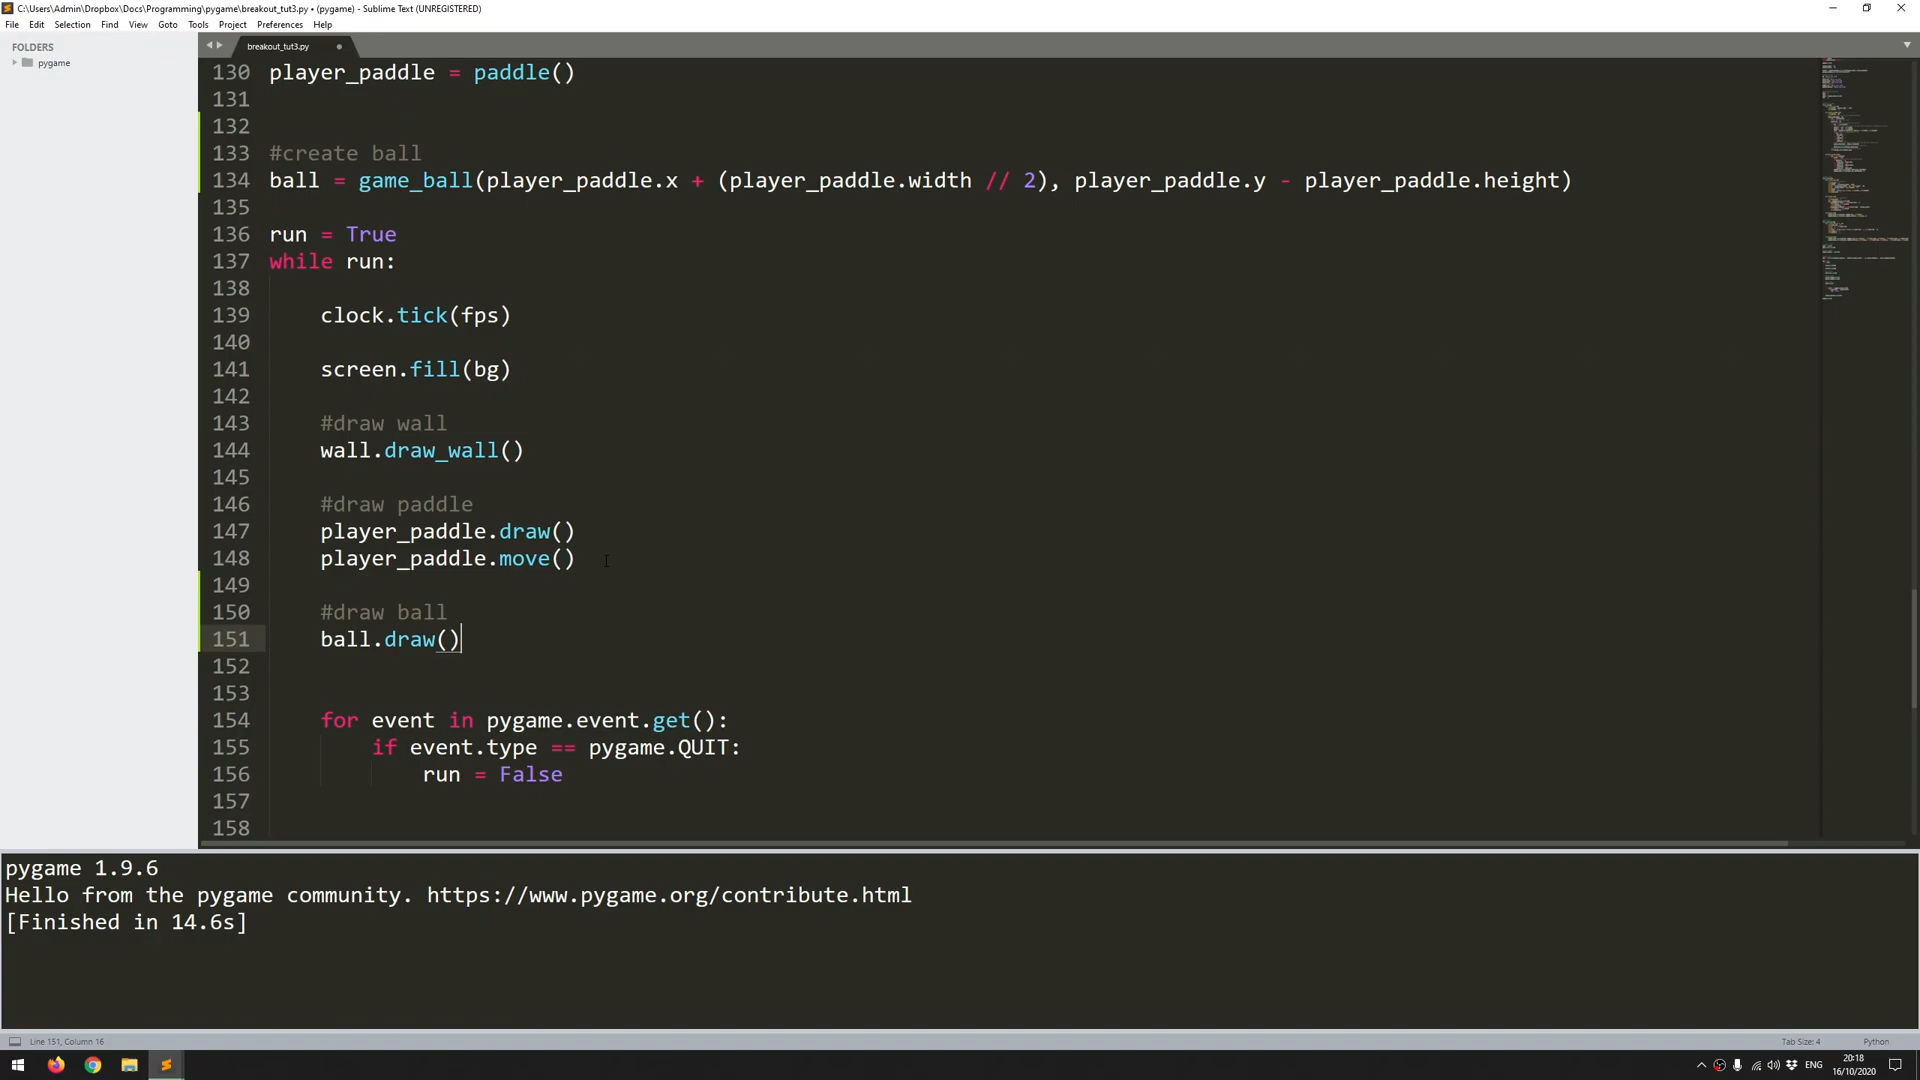 C:\Users\Admin\Dropbox\Docs\Programming\pygame\breakout_tut3.py • (pygame) - Sublime Text (UNREGISTERED)
File Edit Selection Find View Goto Tools Project Preferences Help
FOLDERS
pygame
breakout_tut3.py
130 player_paddle = paddle()
131
132
133 #create ball
134 ball = game_ball(player_paddle.x + (player_paddle.width // 2), player_paddle.y - player_paddle.height)
135
136 run = True
137 while run:
138
139 clock.tick(fps)
140
141 screen.fill(bg)
142
143 #draw wall
144 wall.draw_wall()
145
146 #draw paddle
147 player_paddle.draw()
148 player_paddle.move()
149
150 #draw ball
151 ball.draw()
152
153
154 for event in pygame.event.get():
155 if event.type == pygame.QUIT:
156 run = False
157
158
pygame 1.9.6
Hello from the pygame community. https://www.pygame.org/contribute.html
[Finished in 14.6s]
Line 151, Column 16
Tab Size: 4
Python
ENG
20:18
16/10/2020